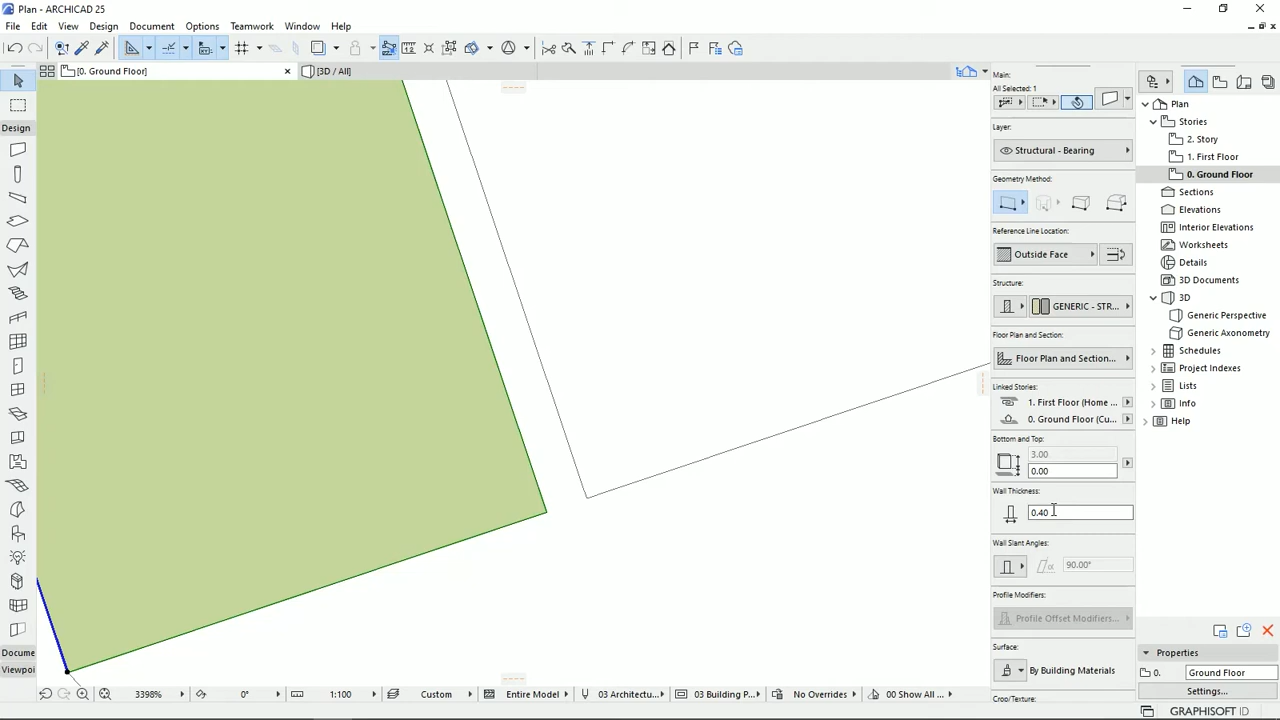 Plan - ARCHICAD 25
File Edit View Design Document Options Teamwork Window Help
[0. Ground Floor]
[3D / All]
Design
Docume
Viewpoi
Main:
All Selected: 1
Layer:
Structural - Bearing
Geometry Method:
Reference Line Location:
Outside Face
Structure:
GENERIC - STR...
Floor Plan and Section:
Floor Plan and Section...
Linked Stories:
1. First Floor (Home ...
0. Ground Floor (Cu...
Bottom and Top:
3.00
0.00
Wall Thickness:
0.40
Wall Slant Angles:
α
90.00°
Profile Modifiers:
Profile Offset Modifiers...
Surface:
By Building Materials
Crop/Texture:
Plan
Stories
2. Story
1. First Floor
0. Ground Floor
Sections
Elevations
Interior Elevations
Worksheets
Details
3D Documents
3D
Generic Perspective
Generic Axonometry
Schedules
Project Indexes
Lists
Info
Help
Properties
0. Ground Floor
Settings...
GRAPHISOFT ID
3398%
0°
1:100
Custom
Entire Model
03 Architectu...
03 Building P...
No Overrides
00 Show All ...